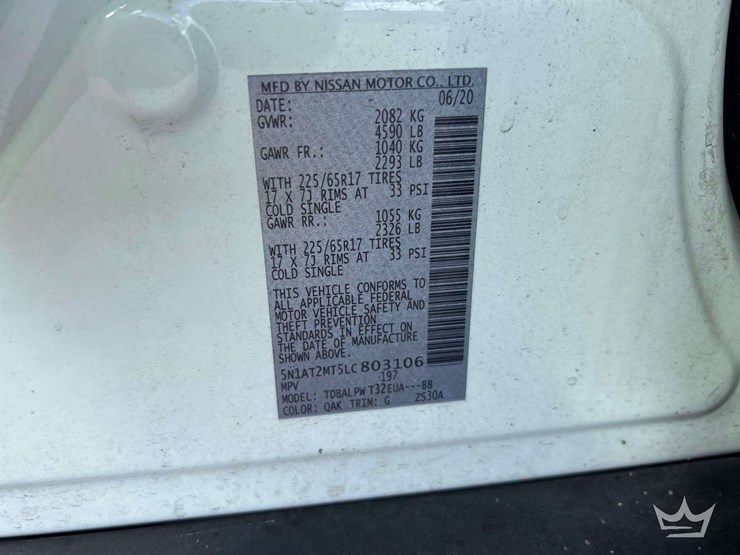 MFD BY NISSAN MOTOR CO., LTD.
DATE: 06/20
GVWR: 2082 KG
4590 LB
GAWR FR.: 1040 KG
2293 LB
WITH 225/65R17 TIRES
17 X 7J RIMS AT 33 PSI
COLD SINGLE
GAWR RR.: 1055 KG
2326 LB
WITH 225/65R17 TIRES
17 X 7J RIMS AT 33 PSI
COLD SINGLE
THIS VEHICLE CONFORMS TO
ALL APPLICABLE FEDERAL
MOTOR VEHICLE SAFETY AND
THEFT PREVENTION
STANDARDS IN EFFECT ON
THE DATE OF MANUFACTURE
SHOWN ABOVE.
5N1AT2MT5LC803106
MPV 197
MODEL: TDBALPW T32EUA---BB
COLOR: QAK TRIM: G ZS30A